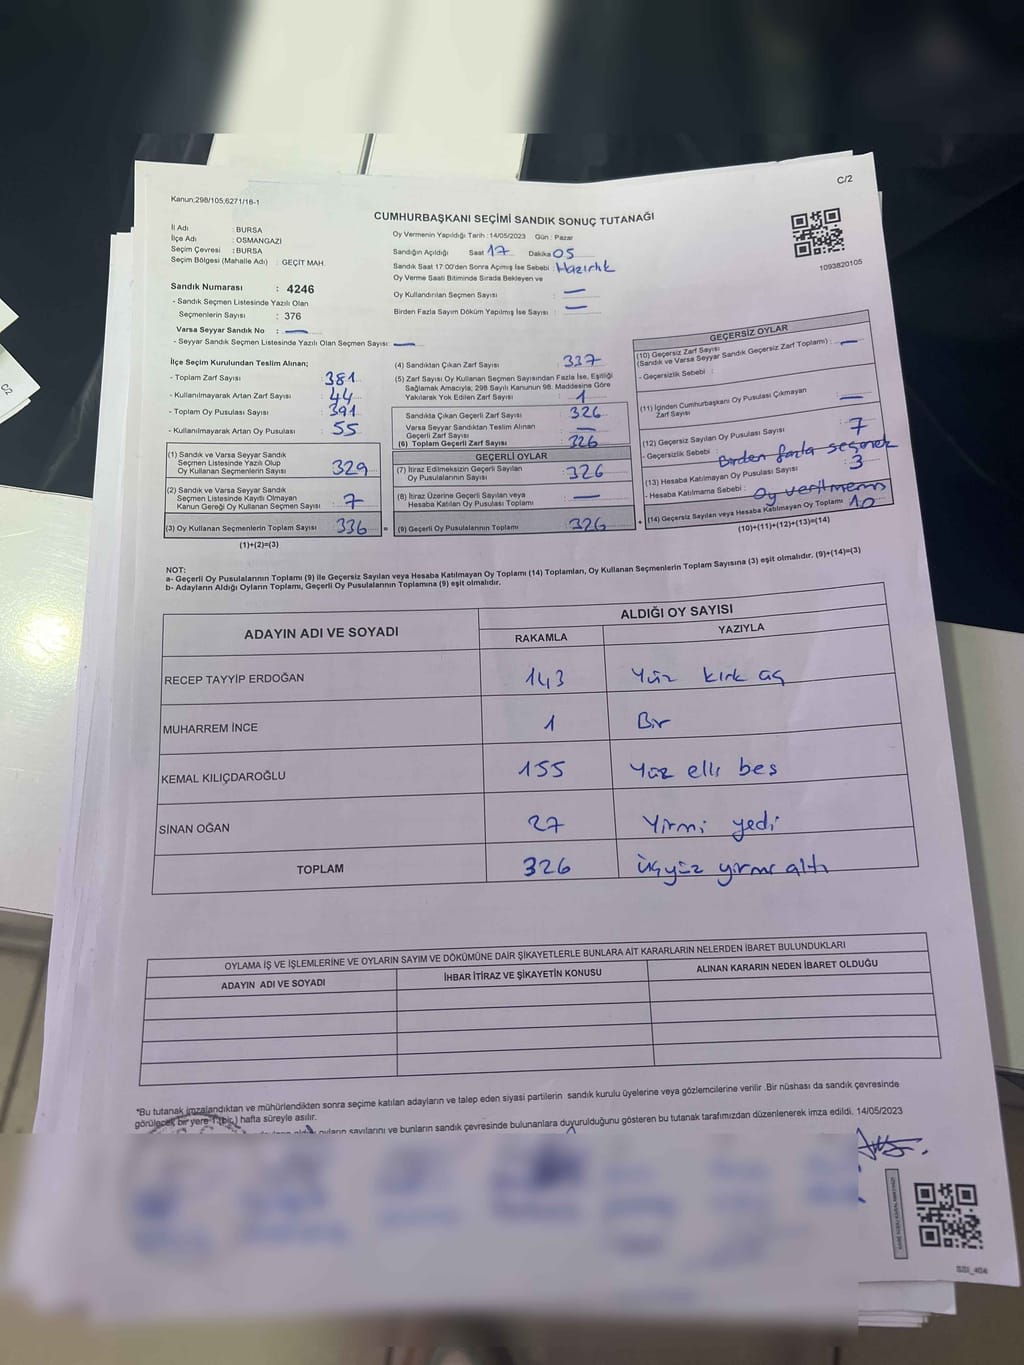 C/2
Kanun;298/105,6271/18-1
CUMHURBAŞKANI SEÇİMİ SANDIK SONUÇ TUTANAĞI
İl Adı : BURSA
İlçe Adı : OSMANGAZİ
Seçim Çevresi : BURSA
Seçim Bölgesi (Mahalle Adı) : GEÇİT MAH.
Sandık Numarası : 4246
- Sandık Seçmen Listesinde Yazılı Olan
Seçmenlerin Sayısı : 376
Varsa Seyyar Sandık No : —
- Seyyar Sandık Seçmen Listesinde Yazılı Olan Seçmen Sayısı: —
Oy Vermenin Yapıldığı Tarih : 14/05/2023 Gün : Pazar
Sandığın Açıldığı Saat 17 Dakika 05
Sandık Saat 17:00'den Sonra Açımış İse Sebebi : Hazırlık
Oy Verme Saati Bitiminde Sırada Bekleyen ve
Oy Kullandırılan Seçmen Sayısı : —
Birden Fazla Sayım Döküm Yapılmış İse Sayısı : —
1093820105
İlçe Seçim Kurulundan Teslim Alınan;
- Toplam Zarf Sayısı : 381
- Kullanılmayarak Artan Zarf Sayısı : 44
- Toplam Oy Pusulası Sayısı : 391
- Kullanılmayarak Artan Oy Pusulası : 55
(1) Sandık ve Varsa Seyyar Sandık
Seçmen Listesinde Yazılı Olup
Oy Kullanan Seçmenlerin Sayısı : 329
(2) Sandık ve Varsa Seyyar Sandık
Seçmen Listesinde Kayıtlı Olmayan
Kanun Gereği Oy Kullanan Seçmen Sayısı : 7
(3) Oy Kullanan Seçmenlerin Toplam Sayısı : 336 =
(1)+(2)=(3)
(4) Sandıktan Çıkan Zarf Sayısı : 337
(5) Zarf Sayısı Oy Kullanan Seçmen Sayısından Fazla İse, Eşitliği
Sağlamak Amacıyla; 298 Sayılı Kanunun 98. Maddesine Göre
Yakılarak Yok Edilen Zarf Sayısı : 1
Sandıkta Çıkan Geçerli Zarf Sayısı : 326
Varsa Seyyar Sandıktan Teslim Alınan
Geçerli Zarf Sayısı : —
(6) Toplam Geçerli Zarf Sayısı : 326
GEÇERLİ OYLAR
(7) İtiraz Edilmeksizin Geçerli Sayılan
Oy Pusulalarının Sayısı : 326
(8) İtiraz Üzerine Geçerli Sayılan veya
Hesaba Katılan Oy Pusulası Toplamı : —
(9) Geçerli Oy Pusulalarının Toplamı : 326 +
GEÇERSİZ OYLAR
(10) Geçersiz Zarf Sayısı
(Sandık ve Varsa Seyyar Sandık Geçersiz Zarf Toplamı) : —
- Geçersizlik Sebebi :
(11) İçinden Cumhurbaşkanı Oy Pusulası Çıkmayan
Zarf Sayısı : —
(12) Geçersiz Sayılan Oy Pusulası Sayısı : 7
- Geçersizlik Sebebi : Birden fazla seçenek
(13) Hesaba Katılmayan Oy Pusulası Sayısı : 3
- Hesaba Katılmama Sebebi : Oy verilmemiş
(14) Geçersiz Sayılan veya Hesaba Katılmayan Oy Toplamı : 10
(10)+(11)+(12)+(13)=(14)
NOT:
a- Geçerli Oy Pusulalarının Toplamı (9) ile Geçersiz Sayılan veya Hesaba Katılmayan Oy Toplamı (14) Toplamları, Oy Kullanan Seçmenlerin Toplam Sayısına (3) eşit olmalıdır. (9)+(14)=(3)
b- Adayların Aldığı Oyların Toplamı, Geçerli Oy Pusulalarının Toplamına (9) eşit olmalıdır.
ADAYIN ADI VE SOYADI
ALDIĞI OY SAYISI
RAKAMLA YAZIYLA
RECEP TAYYİP ERDOĞAN 143 Yüz kırk üç
MUHARREM İNCE 1 Bir
KEMAL KILIÇDAROĞLU 155 Yüz elli beş
SİNAN OĞAN 27 Yirmi yedi
TOPLAM 326 Üçyüz yirmi altı
OYLAMA İŞ VE İŞLEMLERİNE VE OYLARIN SAYIM VE DÖKÜMÜNE DAİR ŞİKAYETLERLE BUNLARA AİT KARARLARIN NELERDEN İBARET BULUNDUKLARI
ADAYIN ADI VE SOYADI İHBAR İTİRAZ VE ŞİKAYETİN KONUSU ALINAN KARARIN NEDEN İBARET OLDUĞU
*Bu tutanak imzalandıktan ve mühürlendikten sonra seçime katılan adayların ve talep eden siyasi partilerin sandık kurulu üyelerine veya gözlemcilerine verilir .Bir nüshası da sandık çevresinde
görülecek bir yere 1 (bir ) hafta süreyle asılır.
oyların sayılarını ve bunların sandık çevresinde bulunanlara duyurulduğunu gösteren bu tutanak tarafımızdan düzenlenerek imza edildi. 14/05/2023
SSI_404
C2